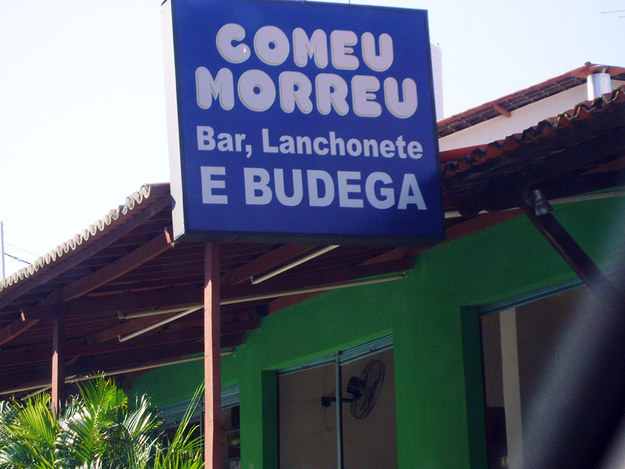 COMEU
MORREU
Bar, Lanchonete
E BUDEGA